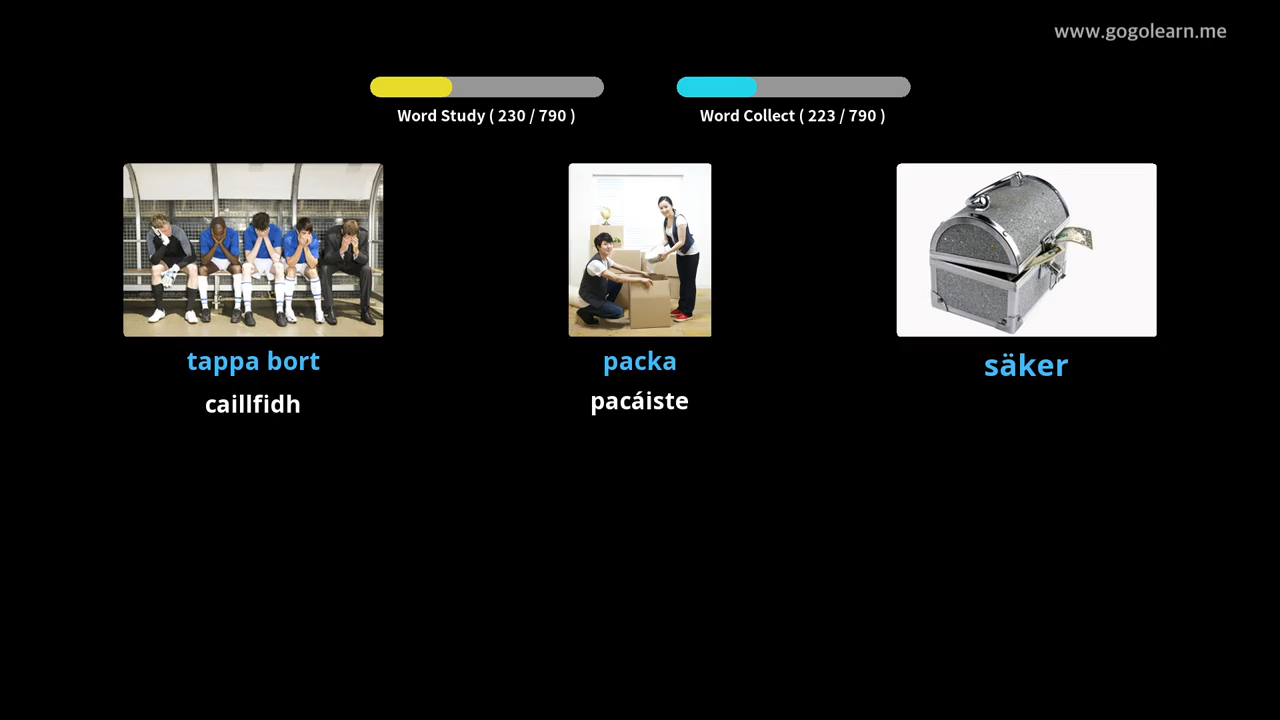 www.gogolearn.me
Word Study ( 230 / 790 )
Word Collect ( 223 / 790 )
tappa bort
packa
säker
caillfidh
pacáiste